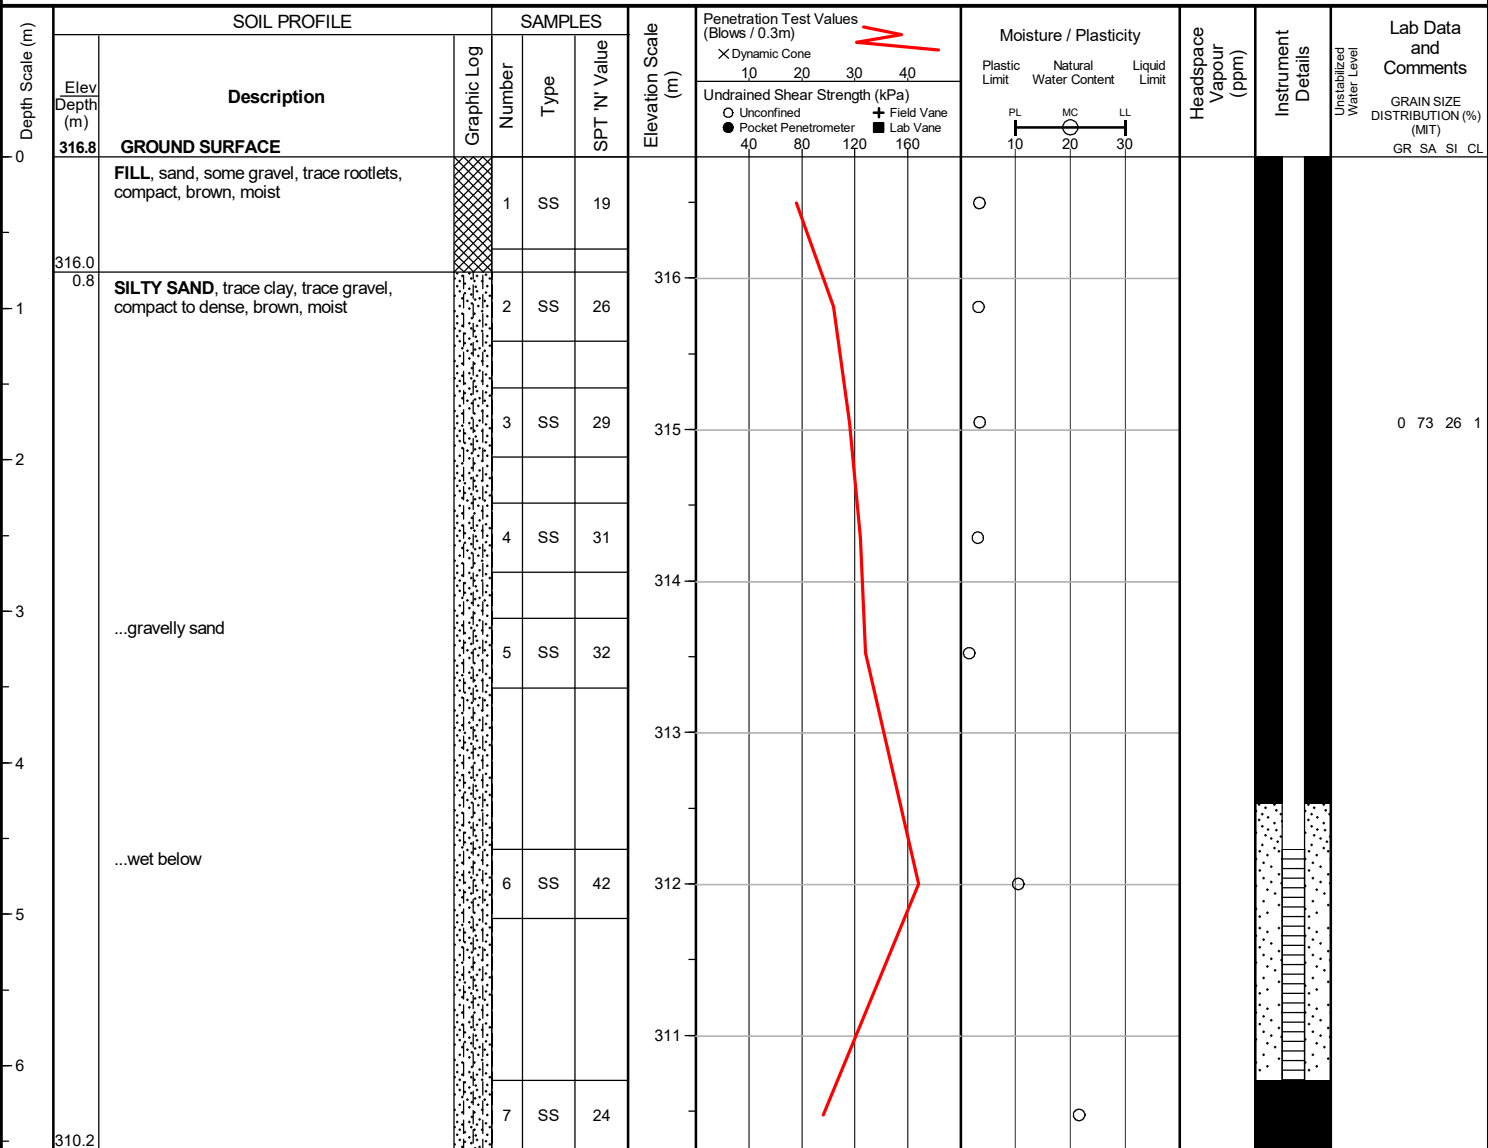 Depth Scale (m)
SOIL PROFILE
Elev
Depth
(m)
316.8
Description
GROUND SURFACE
Graphic Log
SAMPLES
Number
Type
SPT 'N' Value
Elevation Scale
(m)
Penetration Test Values
(Blows / 0.3m)
× Dynamic Cone
10 20 30 40
Undrained Shear Strength (kPa)
Unconfined + Field Vane
Pocket Penetrometer Lab Vane
40 80 120 160
Moisture / Plasticity
Plastic Natural Liquid
Limit Water Content Limit
PL MC LL
10 20 30
Headspace
Vapour
(ppm)
Instrument
Details
Unstabilized
Water Level
Lab Data
and
Comments
GRAIN SIZE
DISTRIBUTION (%)
(MIT)
GR SA SI CL
0
FILL, sand, some gravel, trace rootlets,
compact, brown, moist
1 SS 19
316.0
0.8
316
SILTY SAND, trace clay, trace gravel,
compact to dense, brown, moist
1
2 SS 26
3 SS 29
315
0 73 26 1
2
4 SS 31
314
3
...gravelly sand
5 SS 32
313
4
...wet below
6 SS 42
312
5
311
6
7 SS 24
310.2